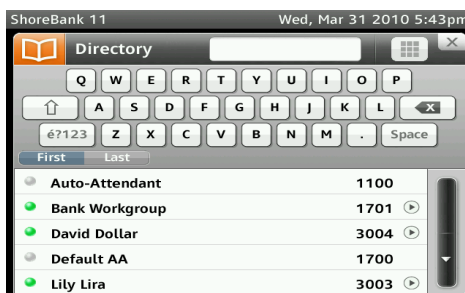 ShoreBank 11 Wed, Mar 31 2010 5:43pm
Directory
Q W E R T Y U I O P
A S D F G H J K L
é?123 Z X C V B N M . Space
First Last
Auto-Attendant 1100
Bank Workgroup 1701
David Dollar 3004
Default AA 1700
Lily Lira 3003